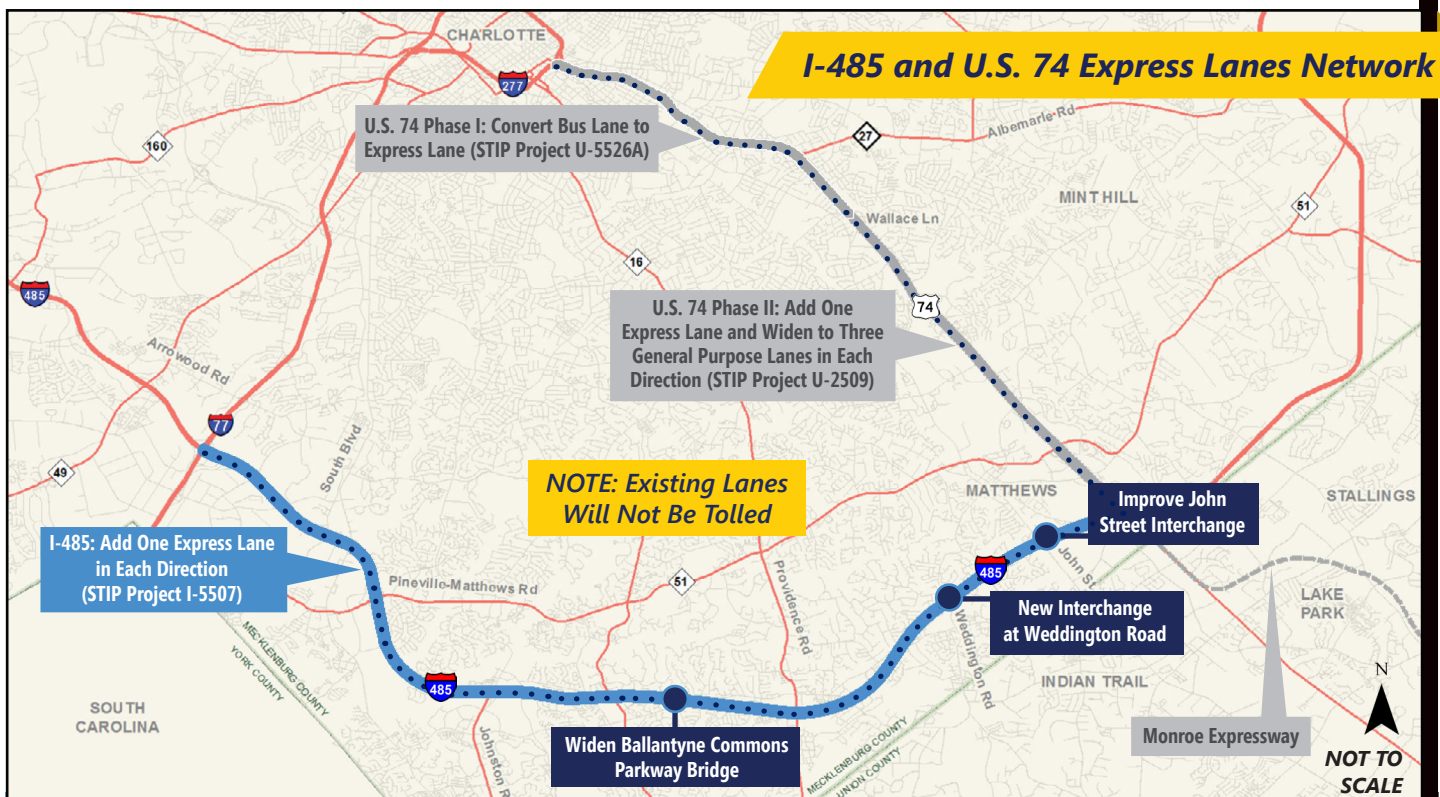 I-485 and U.S. 74 Express Lanes Network
CHARLOTTE
277
U.S. 74 Phase I: Convert Bus Lane to
Express Lane (STIP Project U-5526A)
27
Albemarle Rd
160
MINT HILL
51
Wallace Ln
16
485
74
U.S. 74 Phase II: Add One
Express Lane and Widen to Three
General Purpose Lanes in Each
Direction (STIP Project U-2509)
Arrowood Rd
77
South Blvd
49
NOTE: Existing Lanes
Will Not Be Tolled
MATTHEWS
STALLINGS
Improve John
Street Interchange
I-485: Add One Express Lane
in Each Direction
(STIP Project I-5507)
Pineville-Matthews Rd
51
Providence Rd
485
John St
New Interchange
at Weddington Road
Weddington Rd
LAKE
PARK
MECKLENBURG COUNTY
YORK COUNTY
485
INDIAN TRAIL
SOUTH
CAROLINA
Johnston R
Widen Ballantyne Commons
Parkway Bridge
MECKLENBURG COUNTY
UNION COUNTY
Monroe Expressway
N
NOT TO
SCALE